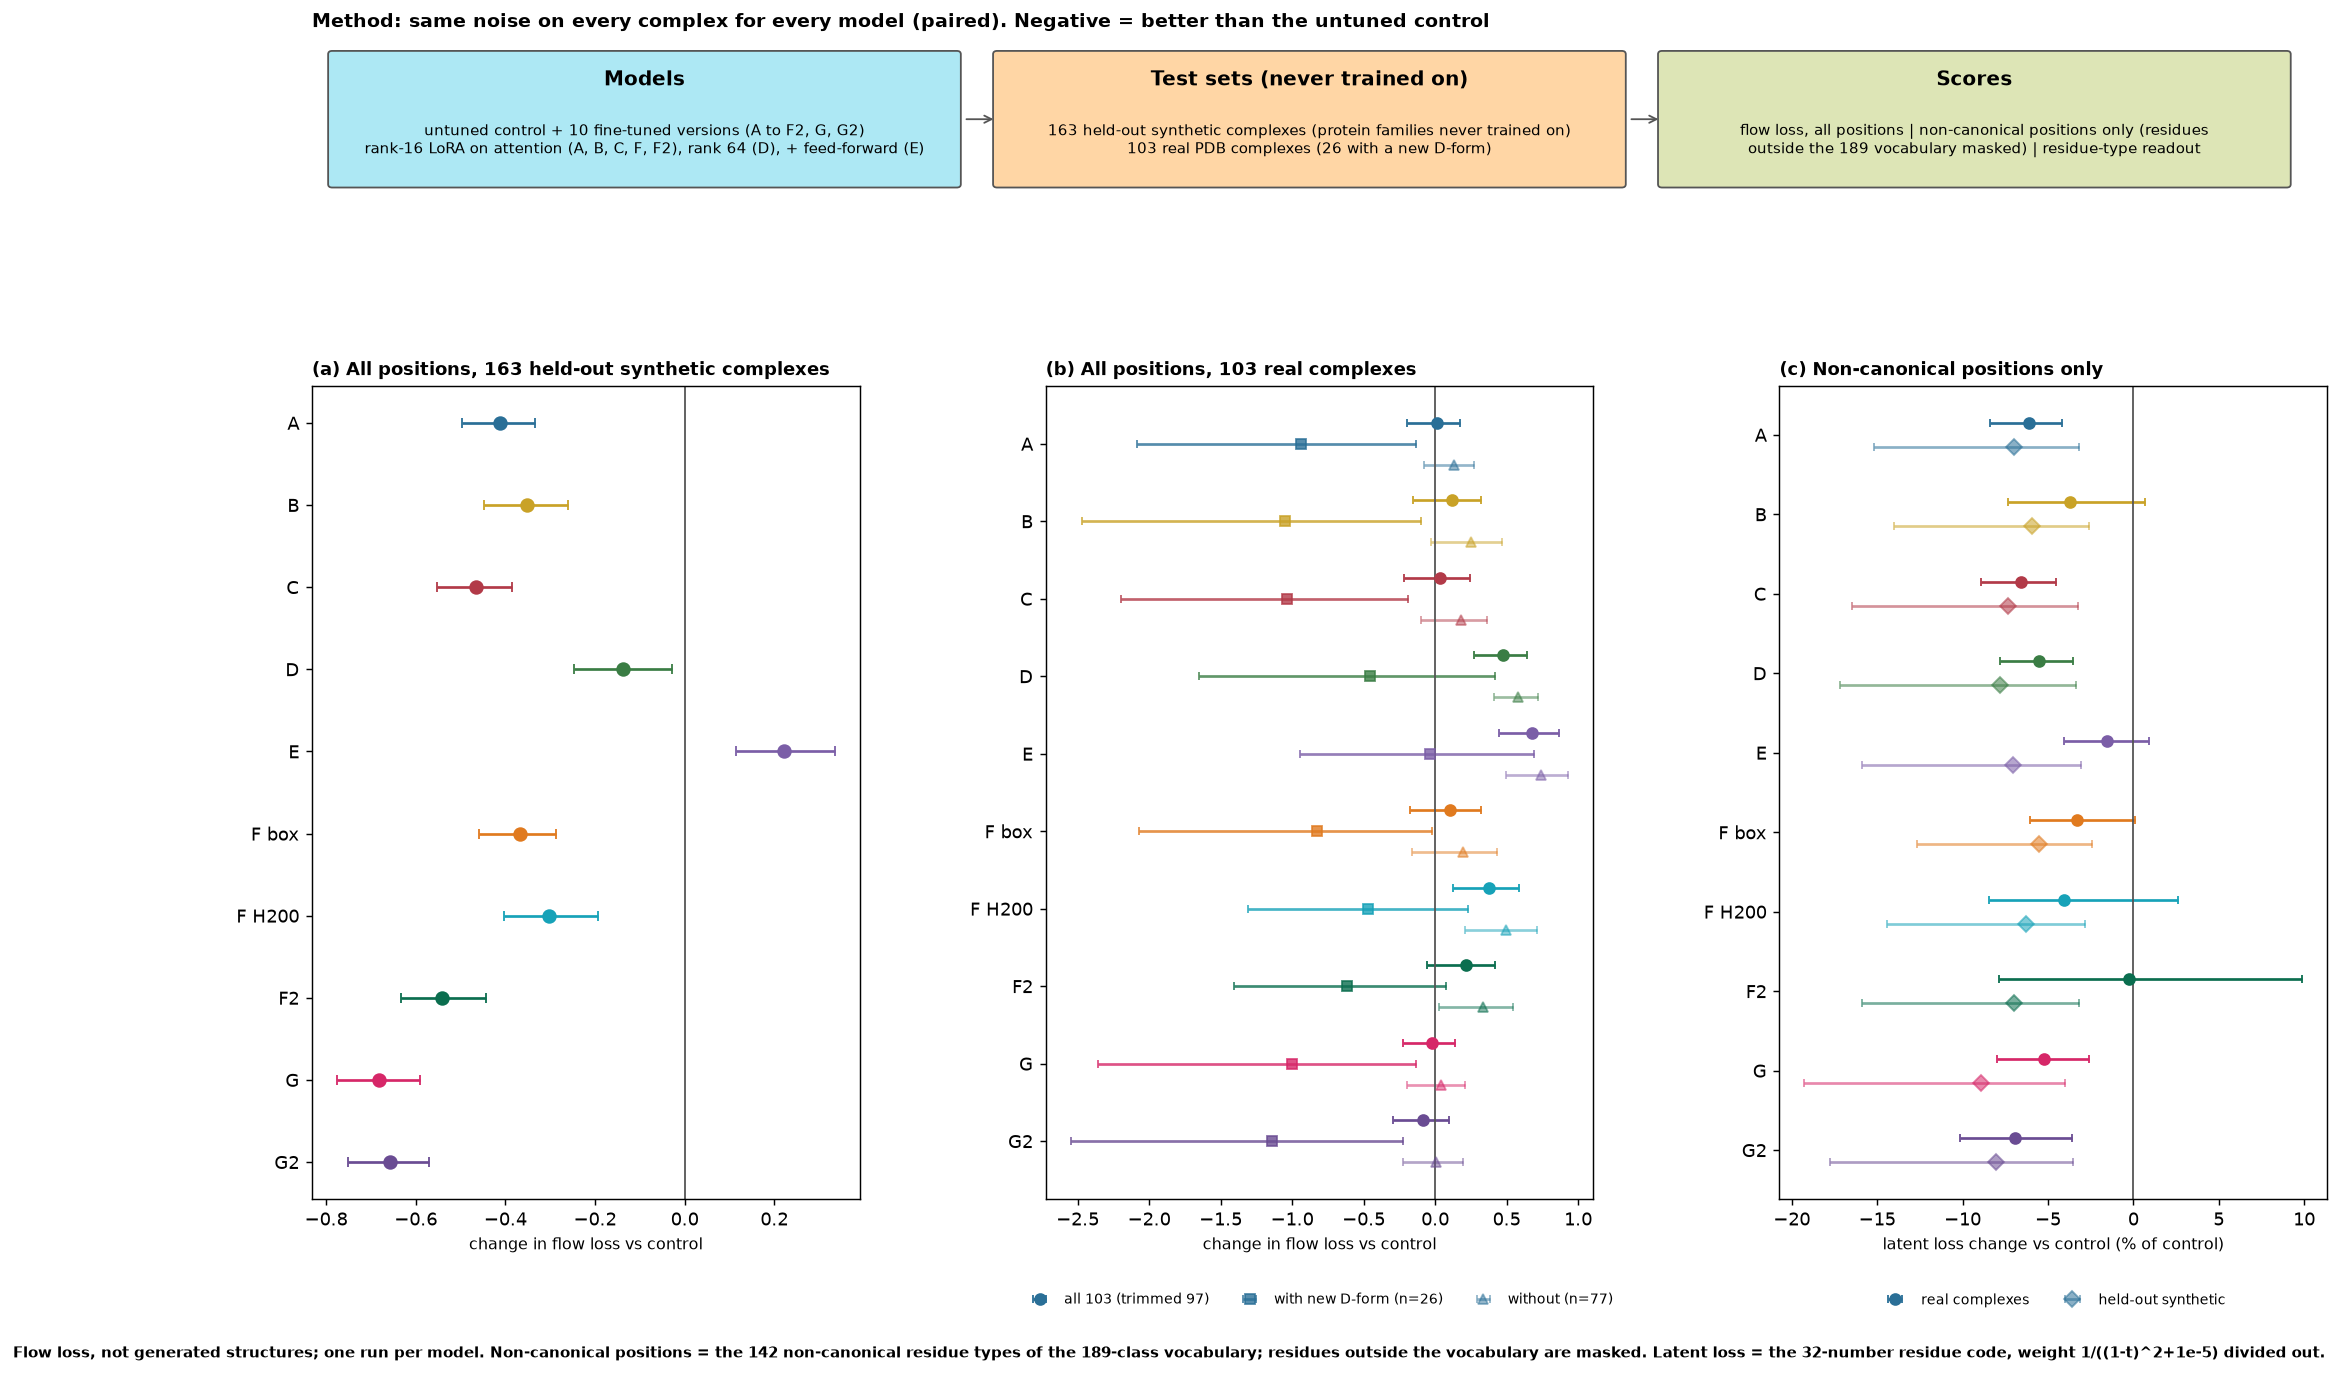 Method: same noise on every complex for every model (paired). Negative = better than the untuned control
Models
untuned control + 10 fine-tuned versions (A to F2, G, G2)
rank-16 LoRA on attention (A, B, C, F, F2), rank 64 (D), + feed-forward (E)
Test sets (never trained on)
163 held-out synthetic complexes (protein families never trained on)
103 real PDB complexes (26 with a new D-form)
Scores
flow loss, all positions | non-canonical positions only (residues
outside the 189 vocabulary masked) | residue-type readout
(a) All positions, 163 held-out synthetic complexes
A
B
C
D
E
F box
F H200
F2
G
G2
−0.8 −0.6 −0.4 −0.2 0.0 0.2
change in flow loss vs control
(b) All positions, 103 real complexes
A
B
C
D
E
F box
F H200
F2
G
G2
−2.5 −2.0 −1.5 −1.0 −0.5 0.0 0.5 1.0
change in flow loss vs control
all 103 (trimmed 97) with new D-form (n=26) without (n=77)
(c) Non-canonical positions only
A
B
C
D
E
F box
F H200
F2
G
G2
−20 −15 −10 −5 0 5 10
latent loss change vs control (% of control)
real complexes held-out synthetic
Flow loss, not generated structures; one run per model. Non-canonical positions = the 142 non-canonical residue types of the 189-class vocabulary; residues outside the vocabulary are masked. Latent loss = the 32-number residue code, weight 1/((1-t)^2+1e-5) divided out.